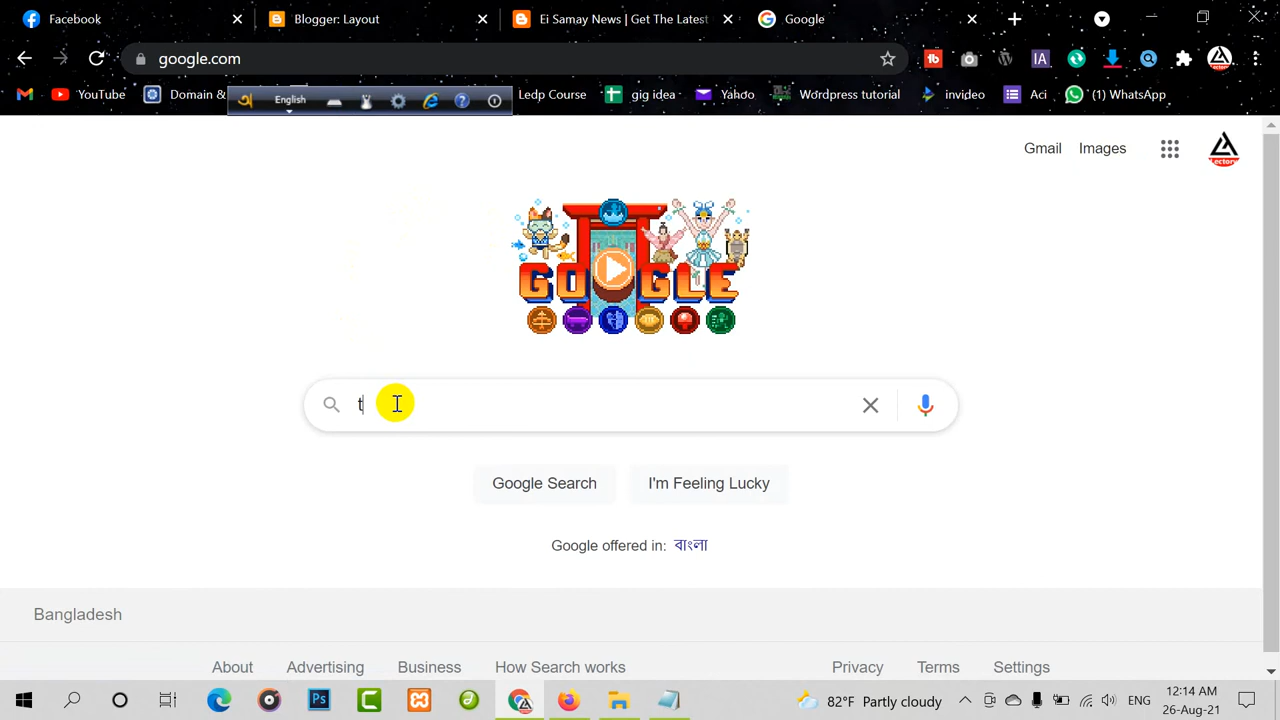 Facebook
Blogger: Layout
Ei Samay News | Get The Latest
Google
google.com
YouTube
Domain &
English
Ledp Course
gig idea
Yahoo
Wordpress tutorial
invideo
Aci
(1) WhatsApp
Gmail Images
GOOGLE
t
Google Search
I'm Feeling Lucky
Google offered in: বাংলা
Bangladesh
About Advertising Business How Search works
Privacy Terms Settings
82°F Partly cloudy
ENG
12:14 AM
26-Aug-21